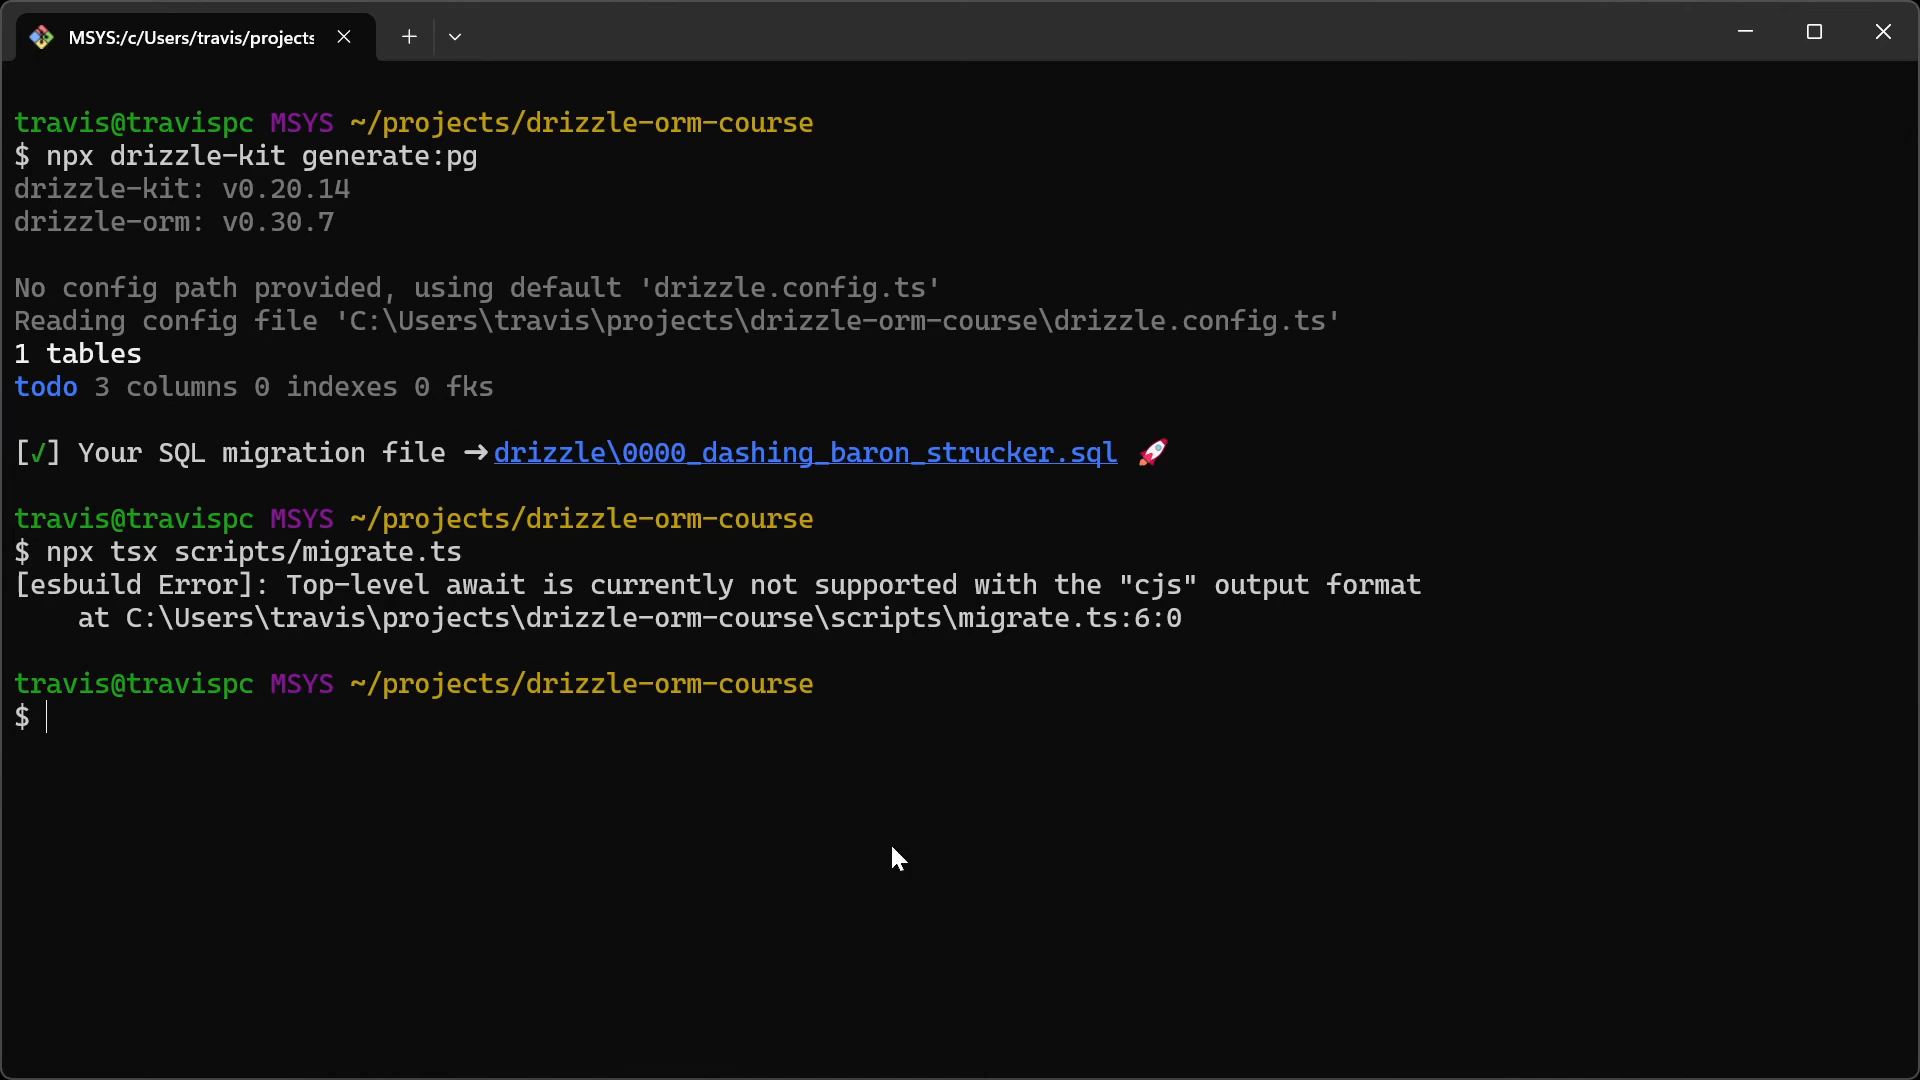 MSYS:/c/Users/travis/projects
travis@travispc MSYS ~/projects/drizzle-orm-course
$ npx drizzle-kit generate:pg
drizzle-kit: v0.20.14
drizzle-orm: v0.30.7
No config path provided, using default 'drizzle.config.ts'
Reading config file 'C:\Users\travis\projects\drizzle-orm-course\drizzle.config.ts'
1 tables
todo 3 columns 0 indexes 0 fks
[✓] Your SQL migration file ➜ drizzle\0000_dashing_baron_strucker.sql 🚀
travis@travispc MSYS ~/projects/drizzle-orm-course
$ npx tsx scripts/migrate.ts
[esbuild Error]: Top-level await is currently not supported with the "cjs" output format
at C:\Users\travis\projects\drizzle-orm-course\scripts\migrate.ts:6:0
travis@travispc MSYS ~/projects/drizzle-orm-course
$